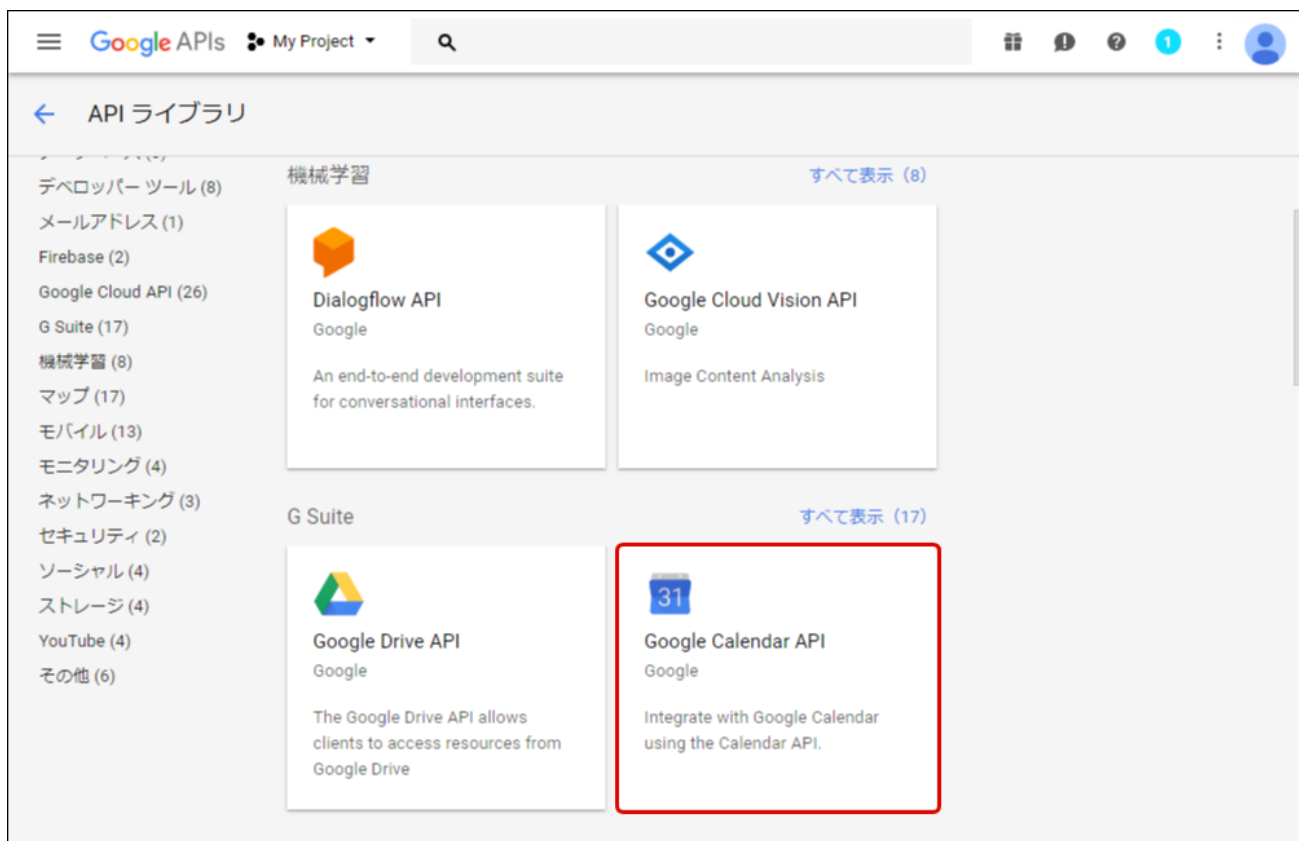 Google APIs
My Project
1
API ライブラリ
デベロッパー ツール (8)
メールアドレス (1)
Firebase (2)
Google Cloud API (26)
G Suite (17)
機械学習 (8)
マップ (17)
モバイル (13)
モニタリング (4)
ネットワーキング (3)
セキュリティ (2)
ソーシャル (4)
ストレージ (4)
YouTube (4)
その他 (6)
機械学習
すべて表示（8）
Dialogflow API
Google
An end-to-end development suite
for conversational interfaces.
Google Cloud Vision API
Google
Image Content Analysis
G Suite
すべて表示（17）
Google Drive API
Google
The Google Drive API allows
clients to access resources from
Google Drive
31
Google Calendar API
Google
Integrate with Google Calendar
using the Calendar API.